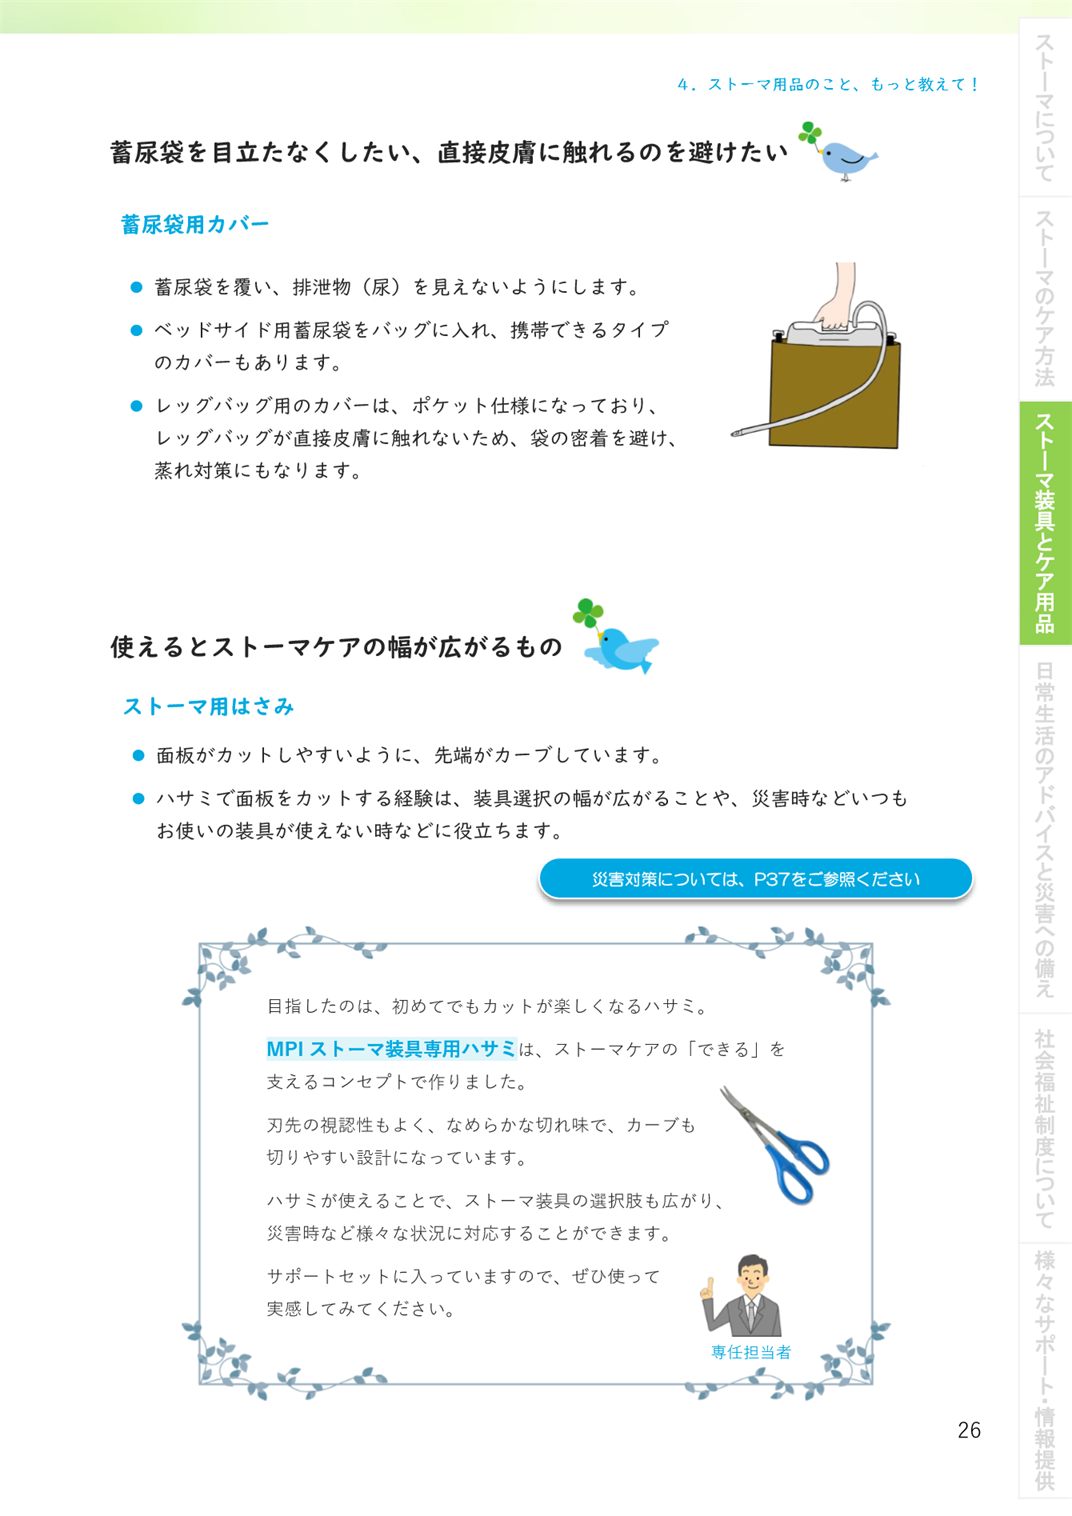 4．ストーマ用品のこと、もっと教えて！
蓄尿袋を目立たなくしたい、直接皮膚に触れるのを避けたい
蓄尿袋用カバー
● 蓄尿袋を覆い、排泄物（尿）を見えないようにします。
● ベッドサイド用蓄尿袋をバッグに入れ、携帯できるタイプ
のカバーもあります。
● レッグバッグ用のカバーは、ポケット仕様になっており、
レッグバッグが直接皮膚に触れないため、袋の密着を避け、
蒸れ対策にもなります。
使えるとストーマケアの幅が広がるもの
ストーマ用はさみ
● 面板がカットしやすいように、先端がカーブしています。
● ハサミで面板をカットする経験は、装具選択の幅が広がることや、災害時などいつも
お使いの装具が使えない時などに役立ちます。
災害対策については、P37をご参照ください
目指したのは、初めてでもカットが楽しくなるハサミ。
MPI ストーマ装具専用ハサミは、ストーマケアの「できる」を
支えるコンセプトで作りました。
刃先の視認性もよく、なめらかな切れ味で、カーブも
切りやすい設計になっています。
ハサミが使えることで、ストーマ装具の選択肢も広がり、
災害時など様々な状況に対応することができます。
サポートセットに入っていますので、ぜひ使って
実感してみてください。
専任担当者
26
ストーマについて
ストーマのケア方法
ストーマ装具とケア用品
日常生活のアドバイスと災害への備え
社会福祉制度について
様々なサポート・情報提供